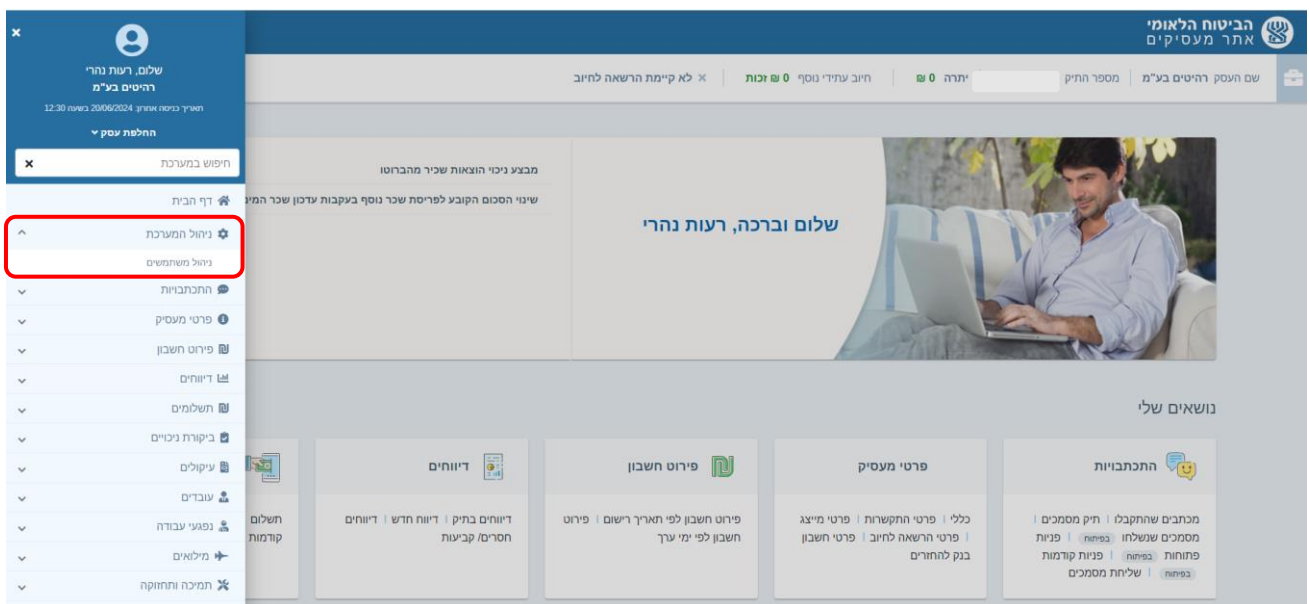 הביטוח הלאומי
אתר מעסיקים
שם העסק רהיטים בע"מ | מספר התיק
יתרה 0 ₪
חיוב עתידי נוסף 0 ₪ זכות
× לא קיימת הרשאה לחיוב
×
שלום, רעות נהרי
רהיטים בע"מ
תאריך כניסה אחרון: 20/06/2024 בשעה 12:30
החלפת עסק
חיפוש במערכת ×
דף הבית
ניהול המערכת
ניהול משתמשים
התכתבויות
פרטי מעסיק
פירוט חשבון
דיווחים
תשלומים
ביקורת ניכויים
עיקולים
עובדים
נפגעי עבודה
מילואים
תמיכה ותחזוקה
שלום וברכה, רעות נהרי
מבצע ניכוי הוצאות שכיר מהברוטו
שינוי הסכום הקובע לפריסת שכר נוסף בעקבות עדכון שכר
נושאים שלי
התכתבויות
מכתבים שהתקבלו | תיק מסמכים |
מסמכים שנשלחו בפיתוח | פניות
פתוחות בפיתוח | פניות קודמות
בפיתוח | שליחת מסמכים
פרטי מעסיק
כללי | פרטי התקשרות | פרטי מייצג
| פרטי הרשאה לחיוב | פרטי חשבון
בנק להחזרים
פירוט חשבון
פירוט חשבון לפי תאריך רישום | פירוט
חשבון לפי ימי ערך
דיווחים
דיווחים בתיק | דיווח חדש | דיווחים
חסרים/ קביעות
תשלום
קודמות